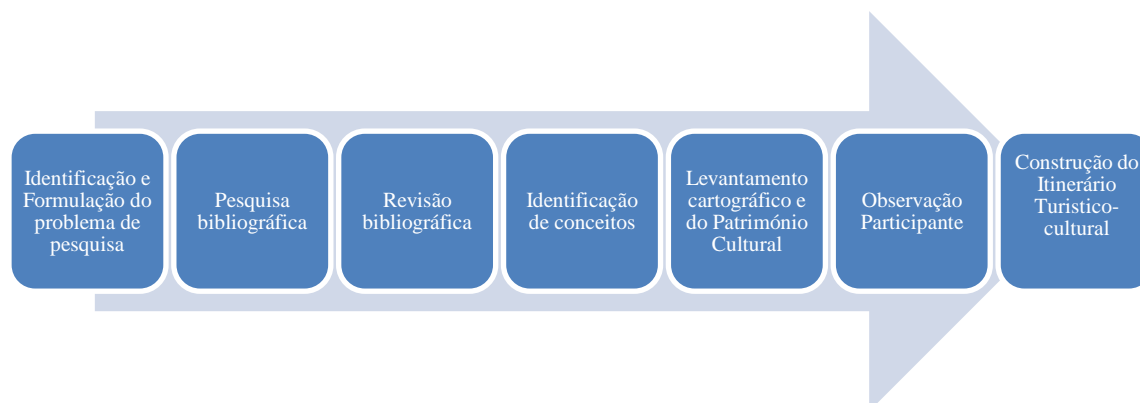 Identificação e
Formulação do
problema de
pesquisa
Pesquisa
bibliográfica
Revisão
bibliográfica
Identificação
de conceitos
Levantamento
cartográfico e
do Património
Cultural
Observação
Participante
Construção do
Itinerário
Turistico-
cultural